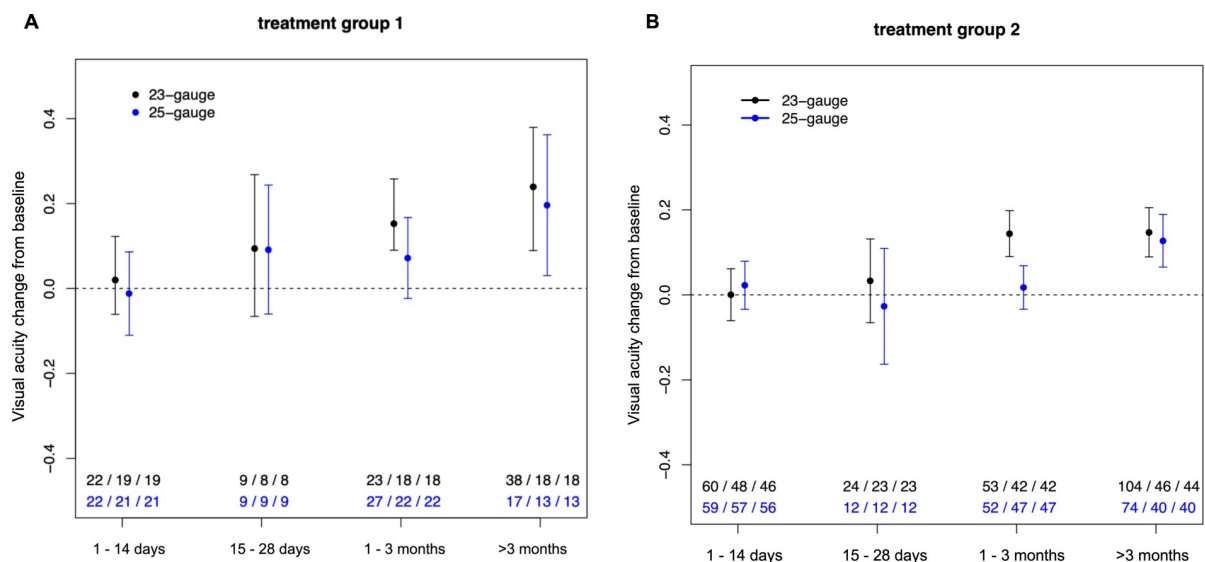 A
treatment group 1
23-gauge
25-gauge
Visual acuity change from baseline
0.4
0.2
0.0
−0.2
−0.4
22 / 19 / 19
9 / 8 / 8
23 / 18 / 18
38 / 18 / 18
22 / 21 / 21
9 / 9 / 9
27 / 22 / 22
17 / 13 / 13
1 - 14 days
15 - 28 days
1 - 3 months
>3 months
B
treatment group 2
23-gauge
25-gauge
Visual acuity change from baseline
0.4
0.2
0.0
−0.2
−0.4
60 / 48 / 46
24 / 23 / 23
53 / 42 / 42
104 / 46 / 44
59 / 57 / 56
12 / 12 / 12
52 / 47 / 47
74 / 40 / 40
1 - 14 days
15 - 28 days
1 - 3 months
>3 months